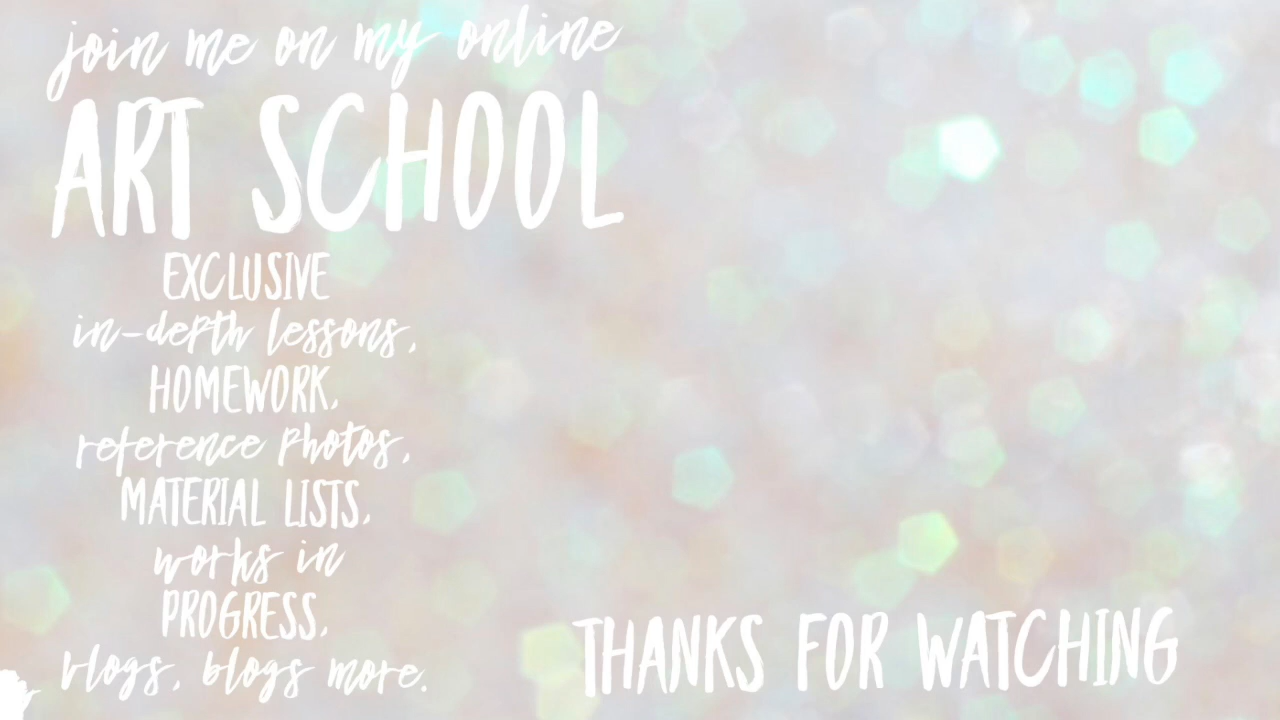 join me on my online
ART SCHOOL
EXCLUSIVE
in-depth lessons,
HOMEWORK,
reference photos,
MATERIAL LISTS,
works in
PROGRESS,
vlogs, blogs more.
THANKS FOR WATCHING